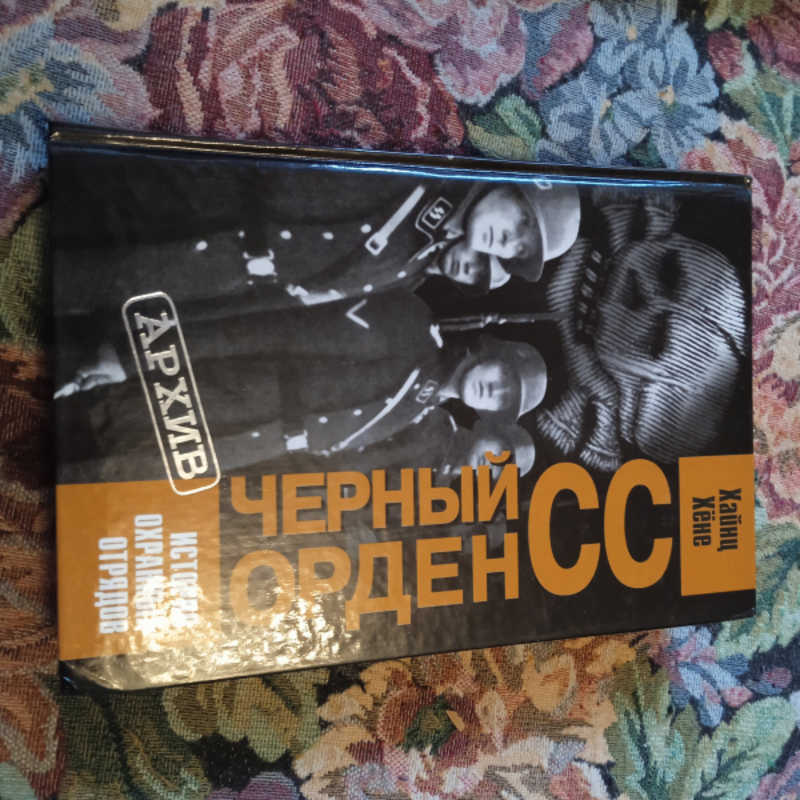 Хайнц
Хёне
ЧЕРНЫЙ
ОРДЕН СС
АРХИВ
ИСТОРИЯ
ОХРАННЫХ
ОТРЯДОВ